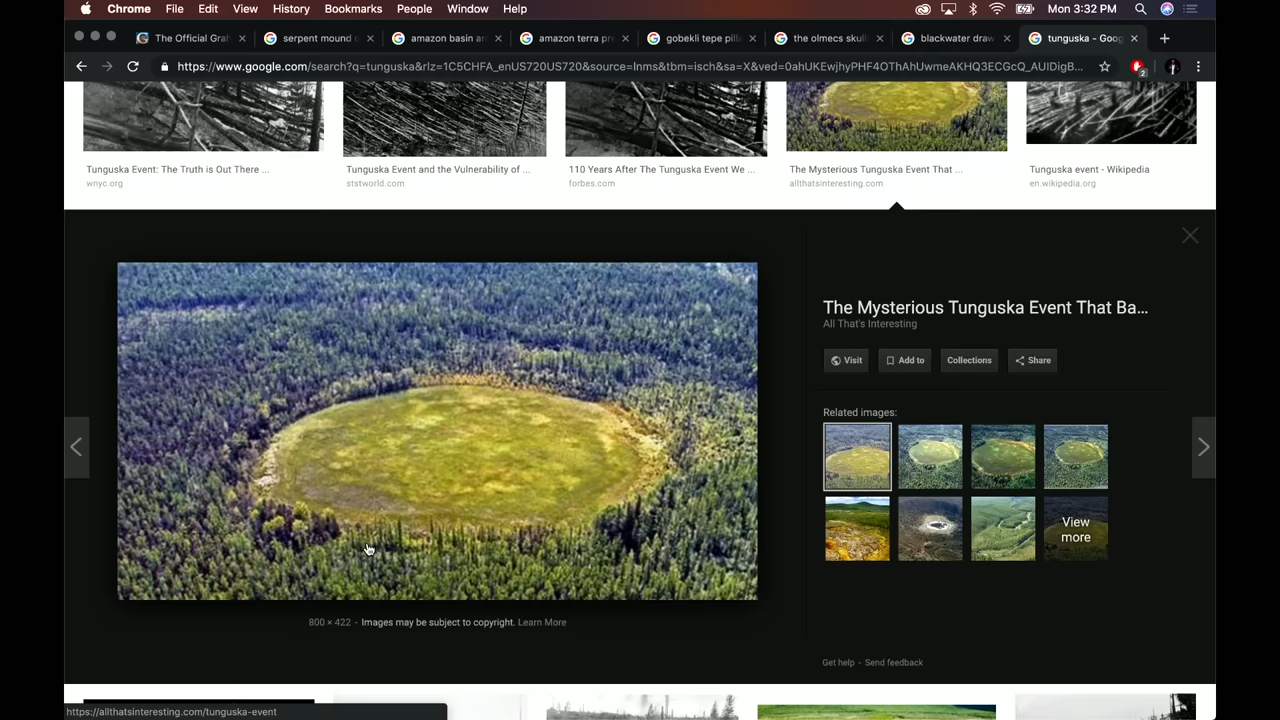 Chrome File Edit View History Bookmarks People Window Help Mon 3:32 PM
The Official Gra serpent mound amazon basin ar amazon terra pre gobekli tepe pill the olmecs skul blackwater draw tunguska – Goo
https://www.google.com/search?q=tunguska&rlz=1C5CHFA_enUS720US720&source=lnms&tbm=isch&sa=X&ved=0ahUKEwjhyPHF4OThAhUwmeAKHQ3ECGcQ_AUIDigB...
2
Tunguska Event: The Truth is Out There ...
wnyc.org
Tunguska Event and the Vulnerability of ...
ststworld.com
110 Years After The Tunguska Event We ...
forbes.com
The Mysterious Tunguska Event That ...
allthatsinteresting.com
Tunguska event - Wikipedia
en.wikipedia.org
The Mysterious Tunguska Event That Ba...
All That's Interesting
Visit Add to Collections Share
Related images:
View
more
800 × 422 - Images may be subject to copyright. Learn More
Get help - Send feedback
https://allthatsinteresting.com/tunguska-event